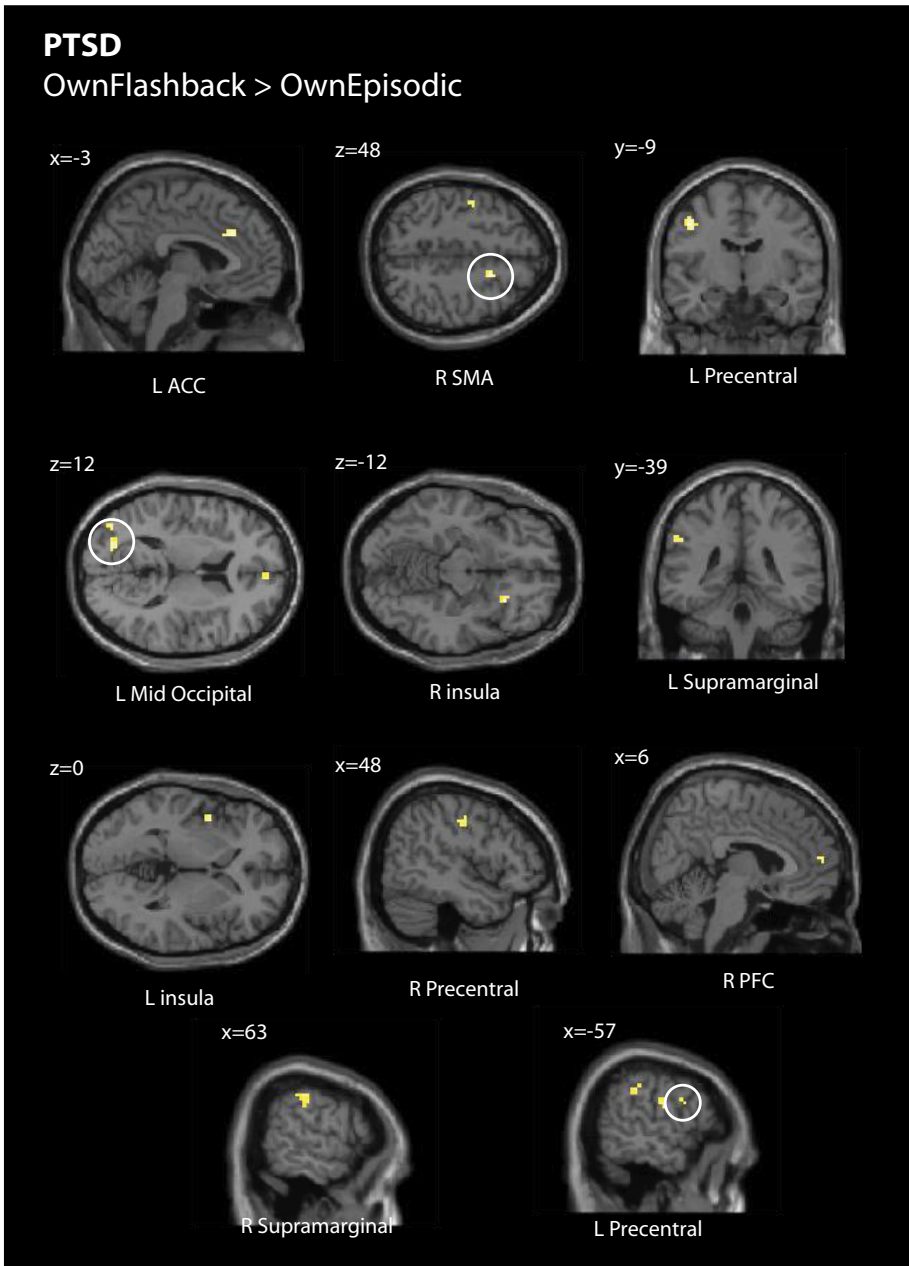 PTSD
OwnFlashback > OwnEpisodic
x=-3
z=48
y=-9
L ACC
R SMA
L Precentral
z=12
z=-12
y=-39
L Mid Occipital
R insula
L Supramarginal
z=0
x=48
x=6
L insula
R Precentral
R PFC
x=63
x=-57
R Supramarginal
L Precentral